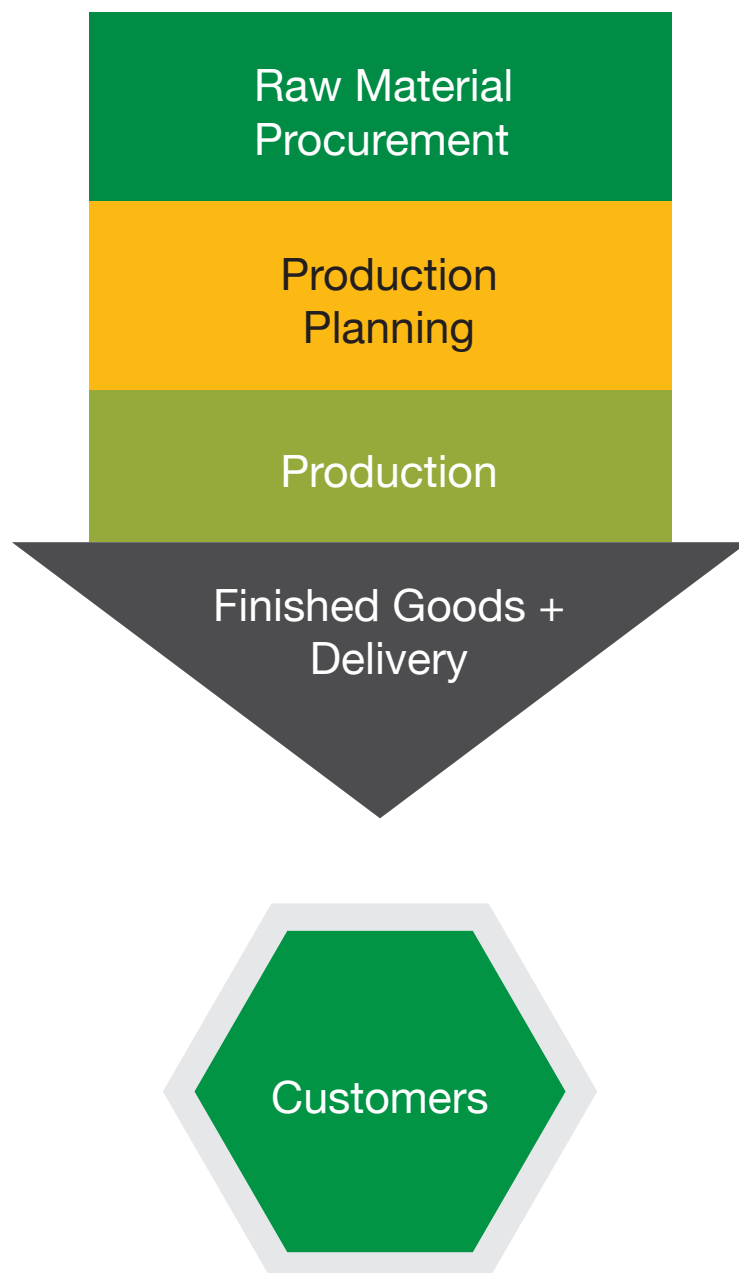 Raw Material
Procurement
Production
Planning
Production
Finished Goods +
Delivery
Customers